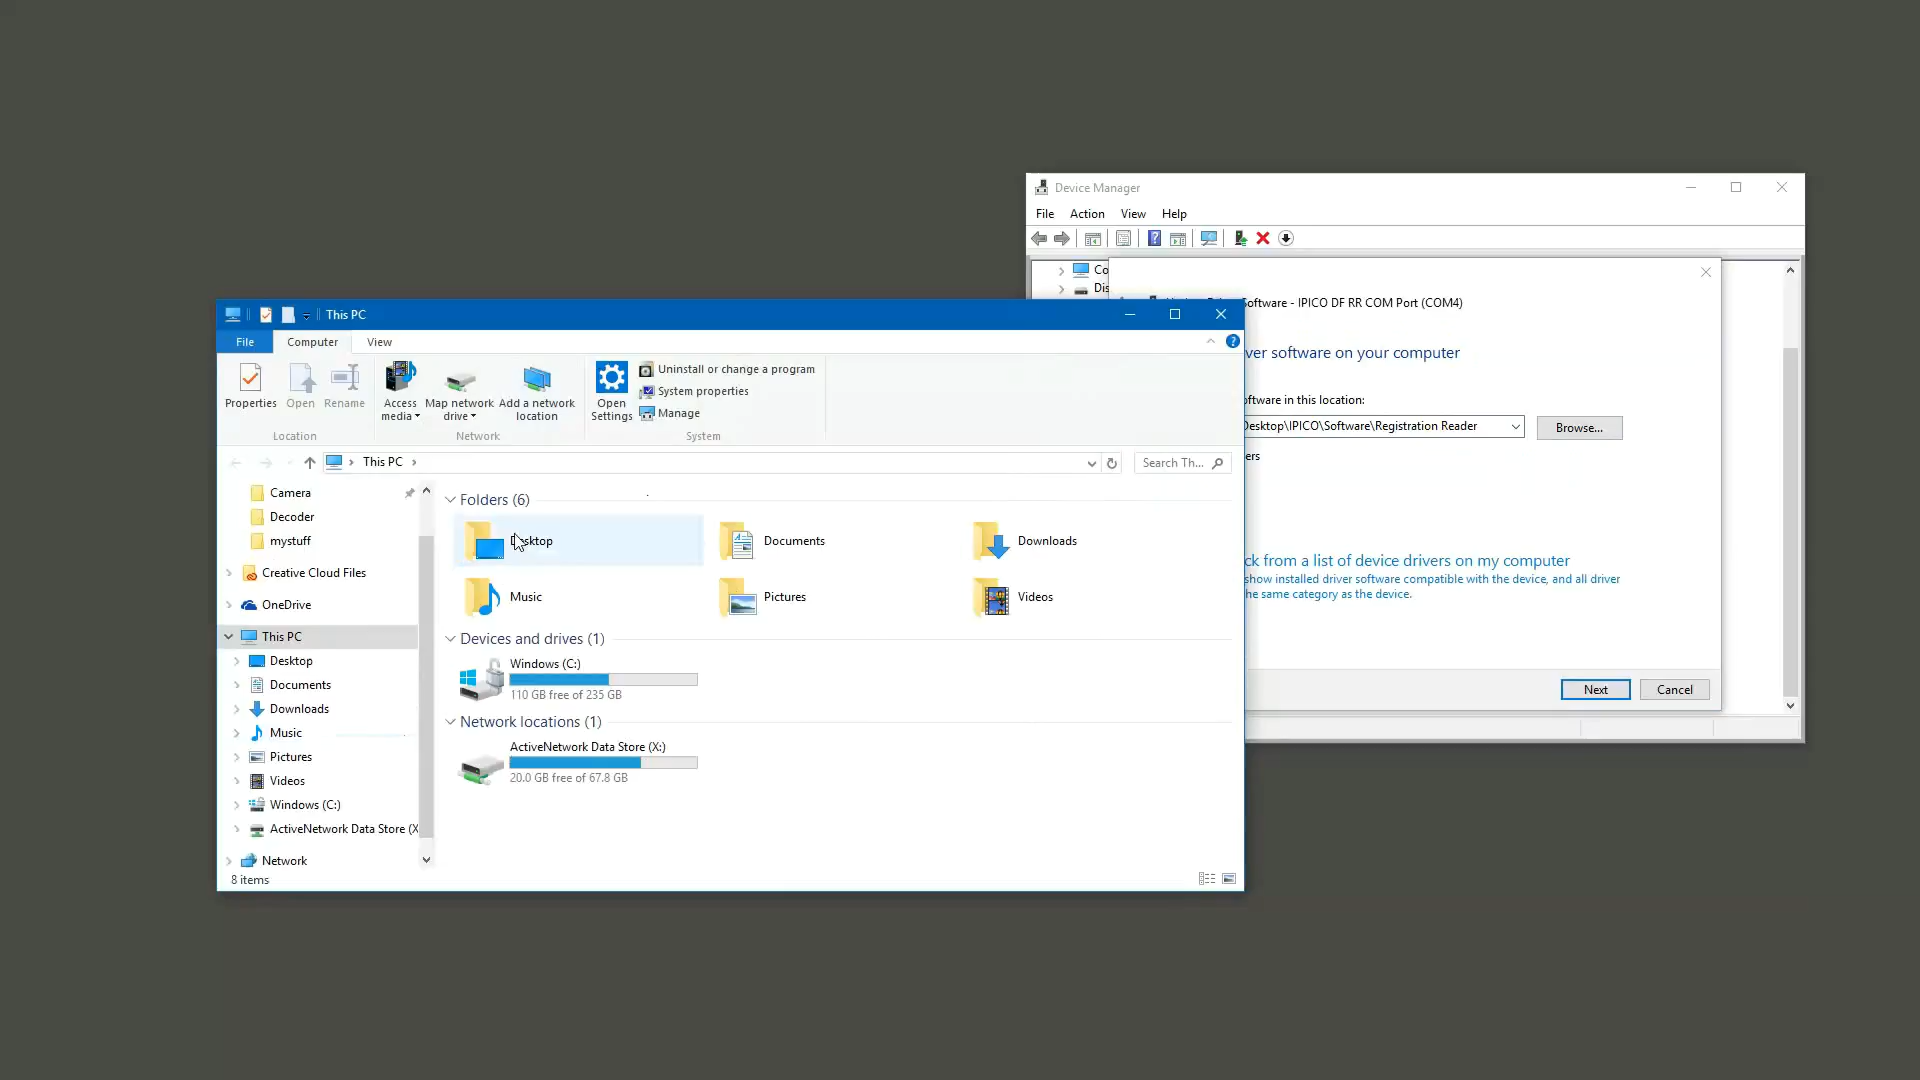 Device Manager
File Action View Help
Co
Dis
oftware - IPICO DF RR COM Port (COM4)
ver software on your computer
oftware in this location:
Desktop\IPICO\Software\Registration Reader
Browse...
ers
ck from a list of device drivers on my computer
show installed driver software compatible with the device, and all driver
he same category as the device.
Next Cancel
This PC
File Computer View
Properties Open Rename
Location
Access media
Map network drive
Add a network location
Network
Open Settings
Uninstall or change a program
System properties
Manage
System
This PC
Search Th...
Camera
Decoder
mystuff
Creative Cloud Files
OneDrive
This PC
Desktop
Documents
Downloads
Music
Pictures
Videos
Windows (C:)
ActiveNetwork Data Store (X
Network
8 items
Folders (6)
Desktop Documents Downloads
Music Pictures Videos
Devices and drives (1)
Windows (C:)
110 GB free of 235 GB
Network locations (1)
ActiveNetwork Data Store (X:)
20.0 GB free of 67.8 GB